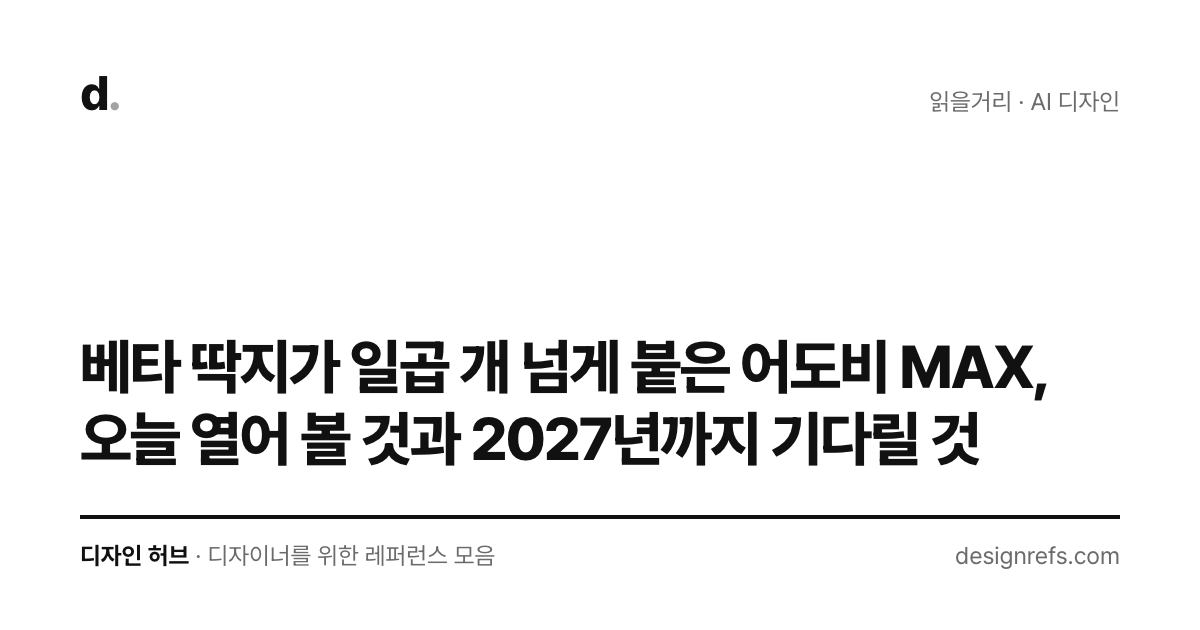 d.
읽을거리 · AI 디자인
베타 딱지가 일곱 개 넘게 붙은 어도비 MAX,
오늘 열어 볼 것과 2027년까지 기다릴 것
디자인 허브 · 디자이너를 위한 레퍼런스 모음
designrefs.com